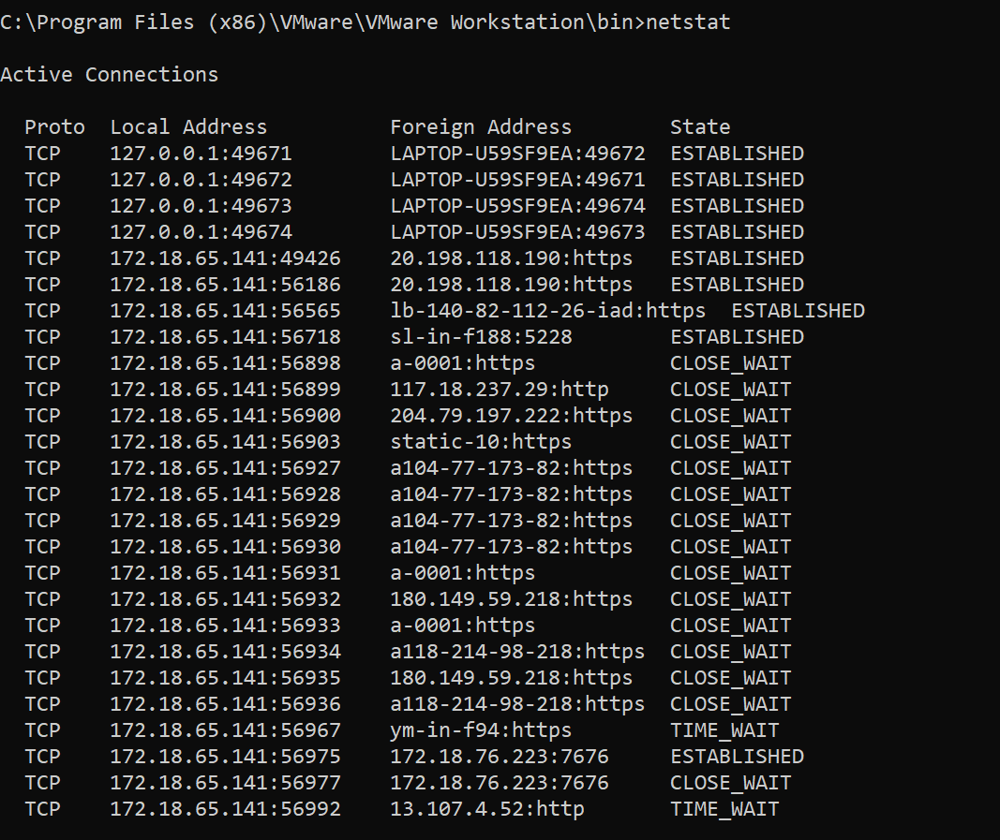 C:\Program Files (x86)\VMware\VMware Workstation\bin>netstat
Active Connections
Proto  Local Address          Foreign Address        State
TCP    127.0.0.1:49671        LAPTOP-U59SF9EA:49672  ESTABLISHED
TCP    127.0.0.1:49672        LAPTOP-U59SF9EA:49671  ESTABLISHED
TCP    127.0.0.1:49673        LAPTOP-U59SF9EA:49674  ESTABLISHED
TCP    127.0.0.1:49674        LAPTOP-U59SF9EA:49673  ESTABLISHED
TCP    172.18.65.141:49426    20.198.118.190:https   ESTABLISHED
TCP    172.18.65.141:56186    20.198.118.190:https   ESTABLISHED
TCP    172.18.65.141:56565    lb-140-82-112-26-iad:https  ESTABLISHED
TCP    172.18.65.141:56718    sl-in-f188:5228        ESTABLISHED
TCP    172.18.65.141:56898    a-0001:https           CLOSE_WAIT
TCP    172.18.65.141:56899    117.18.237.29:http     CLOSE_WAIT
TCP    172.18.65.141:56900    204.79.197.222:https   CLOSE_WAIT
TCP    172.18.65.141:56903    static-10:https        CLOSE_WAIT
TCP    172.18.65.141:56927    a104-77-173-82:https   CLOSE_WAIT
TCP    172.18.65.141:56928    a104-77-173-82:https   CLOSE_WAIT
TCP    172.18.65.141:56929    a104-77-173-82:https   CLOSE_WAIT
TCP    172.18.65.141:56930    a104-77-173-82:https   CLOSE_WAIT
TCP    172.18.65.141:56931    a-0001:https           CLOSE_WAIT
TCP    172.18.65.141:56932    180.149.59.218:https   CLOSE_WAIT
TCP    172.18.65.141:56933    a-0001:https           CLOSE_WAIT
TCP    172.18.65.141:56934    a118-214-98-218:https  CLOSE_WAIT
TCP    172.18.65.141:56935    180.149.59.218:https   CLOSE_WAIT
TCP    172.18.65.141:56936    a118-214-98-218:https  CLOSE_WAIT
TCP    172.18.65.141:56967    ym-in-f94:https        TIME_WAIT
TCP    172.18.65.141:56975    172.18.76.223:7676     ESTABLISHED
TCP    172.18.65.141:56977    172.18.76.223:7676     CLOSE_WAIT
TCP    172.18.65.141:56992    13.107.4.52:http       TIME_WAIT